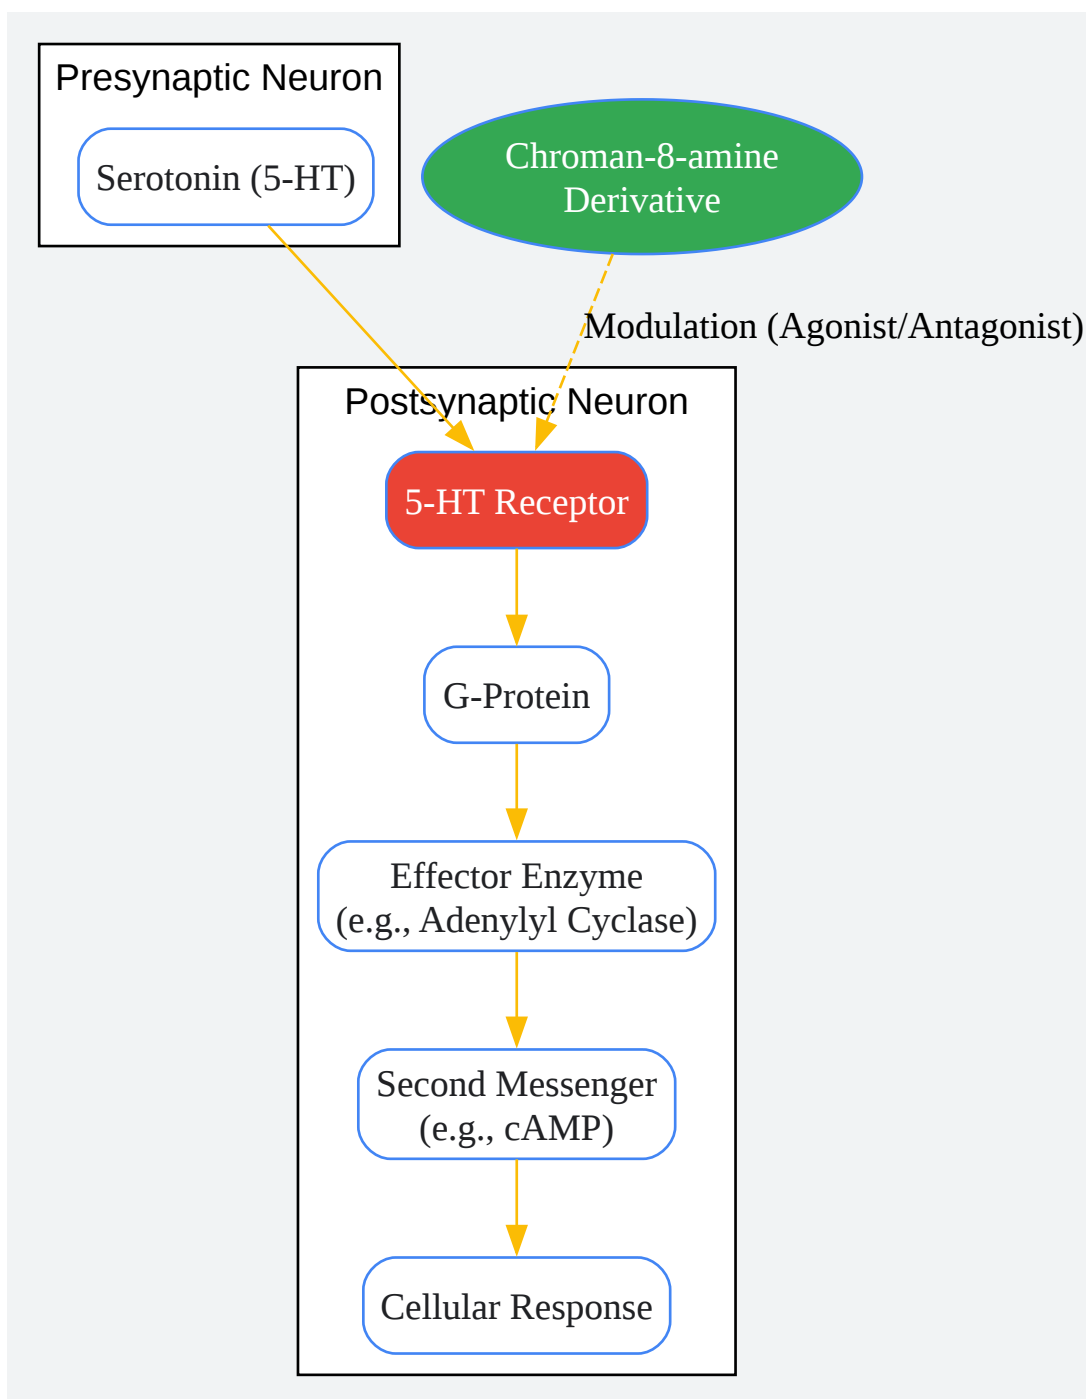 Presynaptic Neuron
Serotonin (5-HT)
Chroman-8-amine
Derivative
Modulation (Agonist/Antagonist)
Postsynaptic Neuron
5-HT Receptor
G-Protein
Effector Enzyme
(e.g., Adenylyl Cyclase)
Second Messenger
(e.g., cAMP)
Cellular Response